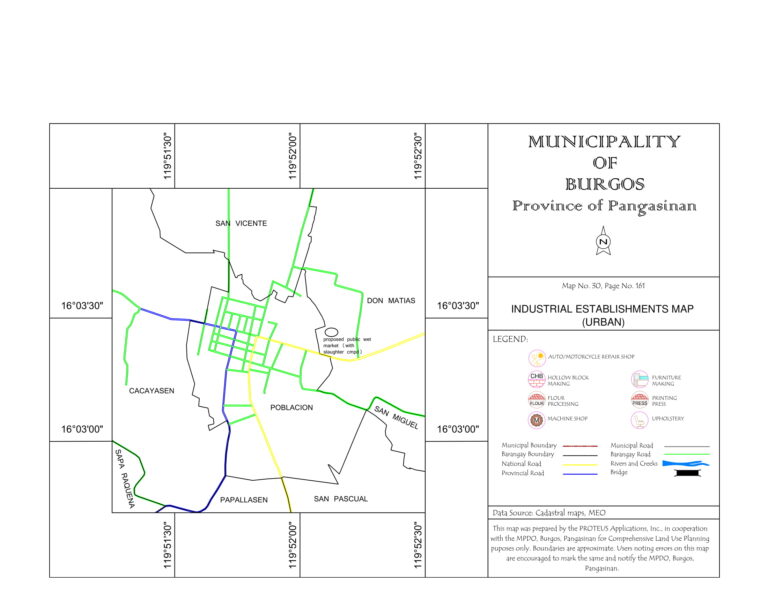 119°51'30"
119°52'00"
119°52'30"
MUNICIPALITY
OF
BURGOS
Province of Pangasinan
N
SAN VICENTE
Map No. 50, Page No. 161
16°03'30"
DON MATIAS
16°03'30"
INDUSTRIAL ESTABLISHMENTS MAP
(URBAN)
proposed public wet
market (with
slaughter cmpd)
LEGEND:
AUTO/MOTORCYCLE REPAIR SHOP
CHB
HOLLOW BLOCK
MAKING
FURNITURE
MAKING
FLOUR
FLOUR
PROCESSING
PRESS
PRINTING
PRESS
M
MACHINE SHOP
UPHOLSTERY
CACAYASEN
POBLACION
SAN MIGUEL
16°03'00"
16°03'00"
Municipal Boundary
Municipal Road
Barangay Boundary
Barangay Road
National Road
Rivers and Creeks
Provincial Road
Bridge
SAPA RAQUENA
PAPALLASEN
SAN PASCUAL
Data Source: Cadastral maps, MEO
This map was prepared by the PROTEUS Applications, Inc., in cooperation
with the MPDO, Burgos, Pangasinan for Comprehensive Land Use Planning
puposes only. Boundaries are approximate. Users noting errors on this map
are encouraged to mark the same and notify the MPDO, Burgos,
Pangasinan.
119°51'30"
119°52'00"
119°52'30"